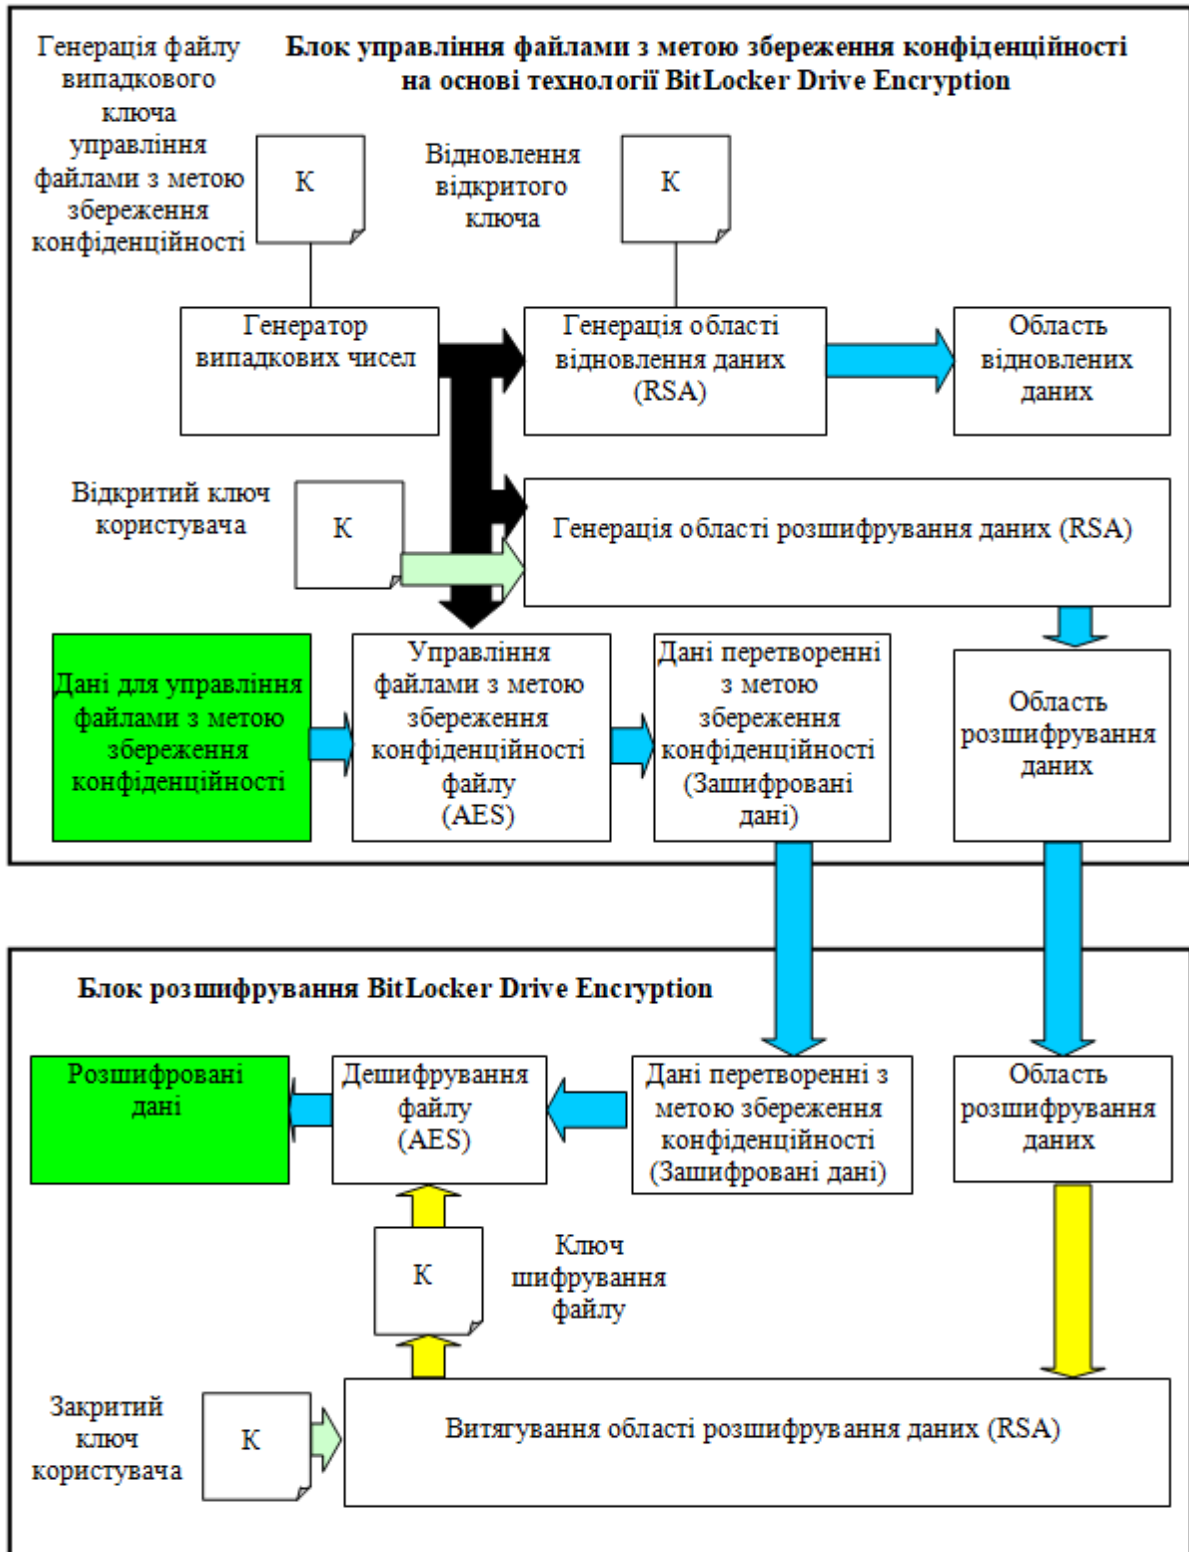 Генерація файлу
випадкового
ключа
управління
файлами з метою
збереження
конфіденційності
Блок управління файлами з метою збереження конфіденційності
на основі технології BitLocker Drive Encryption
К
Відновлення
відкритого
ключа
К
Генератор
випадкових чисел
Генерація області
відновлення даних
(RSA)
Область
відновлених
даних
Відкритий ключ
користувача
К
Генерація області розшифрування даних (RSA)
Дані для управління
файлами з метою
збереження
конфіденційності
Управління
файлами з метою
збереження
конфіденційності
файлу
(AES)
Дані перетворенні
з метою
збереження
конфіденційності
(Зашифровані
дані)
Область
розшифрування
даних
Блок розшифрування BitLocker Drive Encryption
Розшифровані
дані
Дешифрування
файлу
(AES)
Дані перетворенні з
метою збереження
конфіденційності
(Зашифровані дані)
Область
розшифрування
даних
К
Ключ
шифрування
файлу
Закритий
ключ
користувача
К
Витягування області розшифрування даних (RSA)